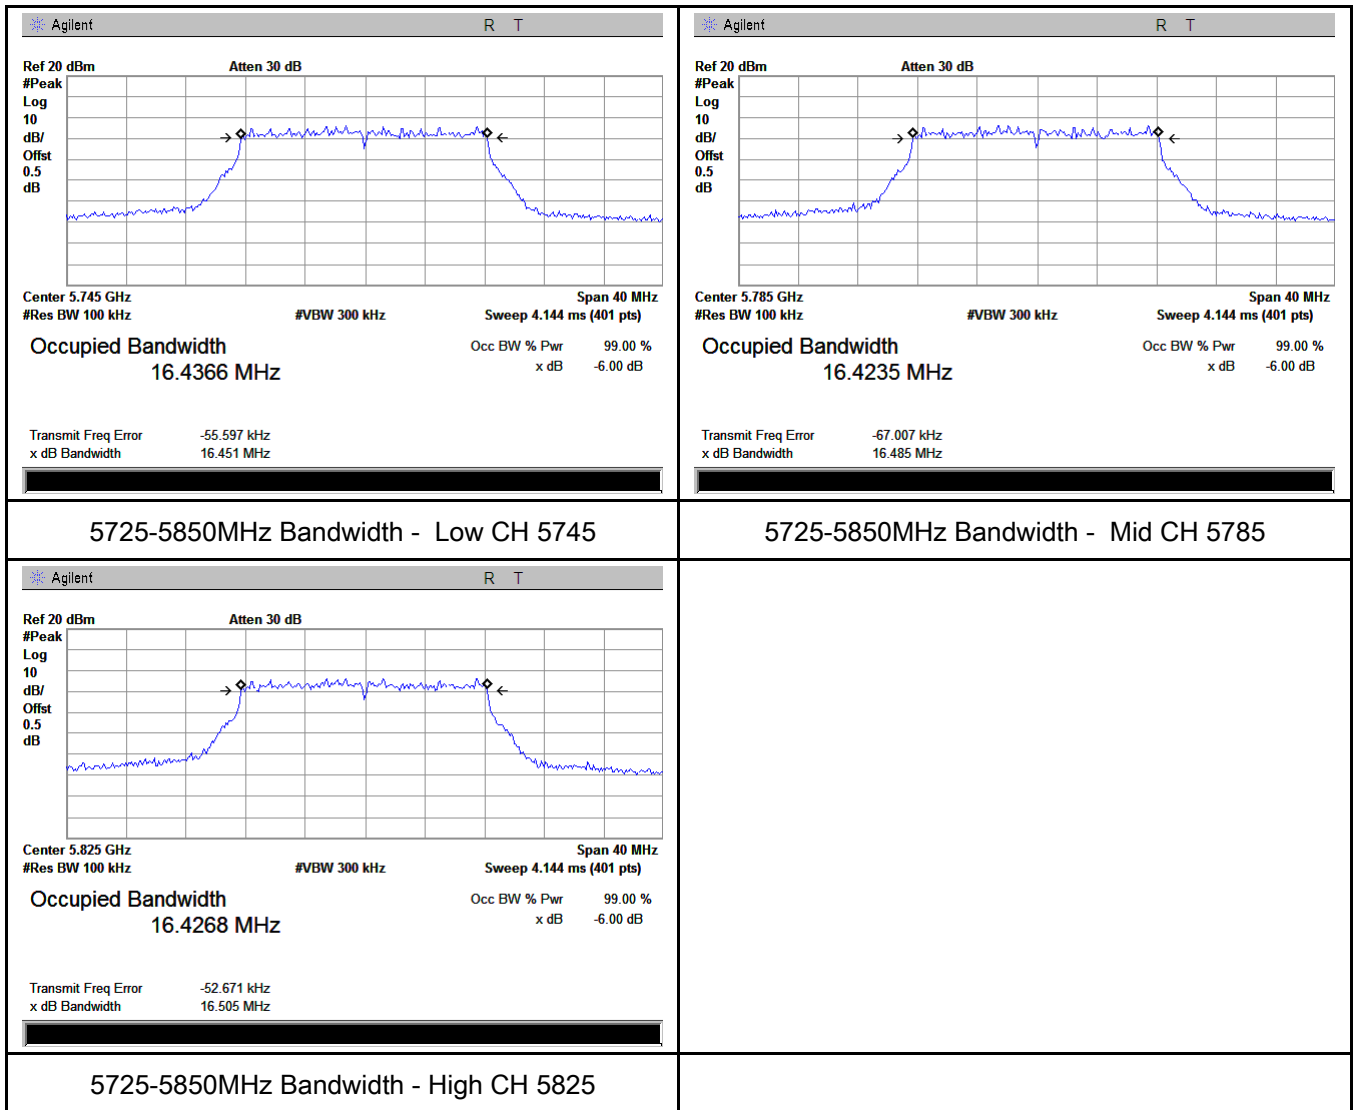 Agilent R T
Ref 20 dBm Atten 30 dB
#Peak
Log
10
dB/
Offst
0.5
dB
Center 5.745 GHz Span 40 MHz
#Res BW 100 kHz #VBW 300 kHz Sweep 4.144 ms (401 pts)
Occupied Bandwidth Occ BW % Pwr 99.00 %
16.4366 MHz x dB -6.00 dB
Transmit Freq Error -55.597 kHz
x dB Bandwidth 16.451 MHz
5725-5850MHz Bandwidth - Low CH 5745
Agilent R T
Ref 20 dBm Atten 30 dB
#Peak
Log
10
dB/
Offst
0.5
dB
Center 5.785 GHz Span 40 MHz
#Res BW 100 kHz #VBW 300 kHz Sweep 4.144 ms (401 pts)
Occupied Bandwidth Occ BW % Pwr 99.00 %
16.4235 MHz x dB -6.00 dB
Transmit Freq Error -67.007 kHz
x dB Bandwidth 16.485 MHz
5725-5850MHz Bandwidth - Mid CH 5785
Agilent R T
Ref 20 dBm Atten 30 dB
#Peak
Log
10
dB/
Offst
0.5
dB
Center 5.825 GHz Span 40 MHz
#Res BW 100 kHz #VBW 300 kHz Sweep 4.144 ms (401 pts)
Occupied Bandwidth Occ BW % Pwr 99.00 %
16.4268 MHz x dB -6.00 dB
Transmit Freq Error -52.671 kHz
x dB Bandwidth 16.505 MHz
5725-5850MHz Bandwidth - High CH 5825